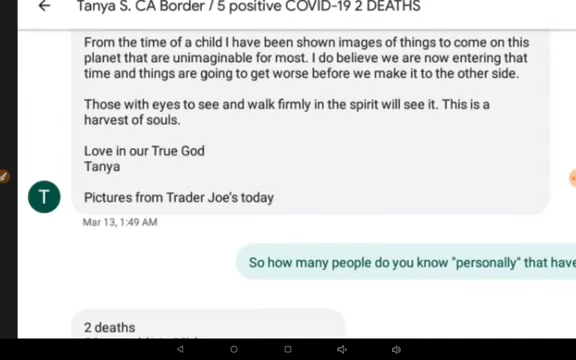 Tanya S. CA Border / 5 positive COVID-19 2 DEATHS
From the time of a child I have been shown images of things to come on this
planet that are unimaginable for most. I do believe we are now entering that
time and things are going to get worse before we make it to the other side.
Those with eyes to see and walk firmly in the spirit will see it. This is a
harvest of souls.
Love in our True God
Tanya
Pictures from Trader Joe's today
T
Mar 13, 1:49 AM
So how many people do you know "personally" that have
2 deaths